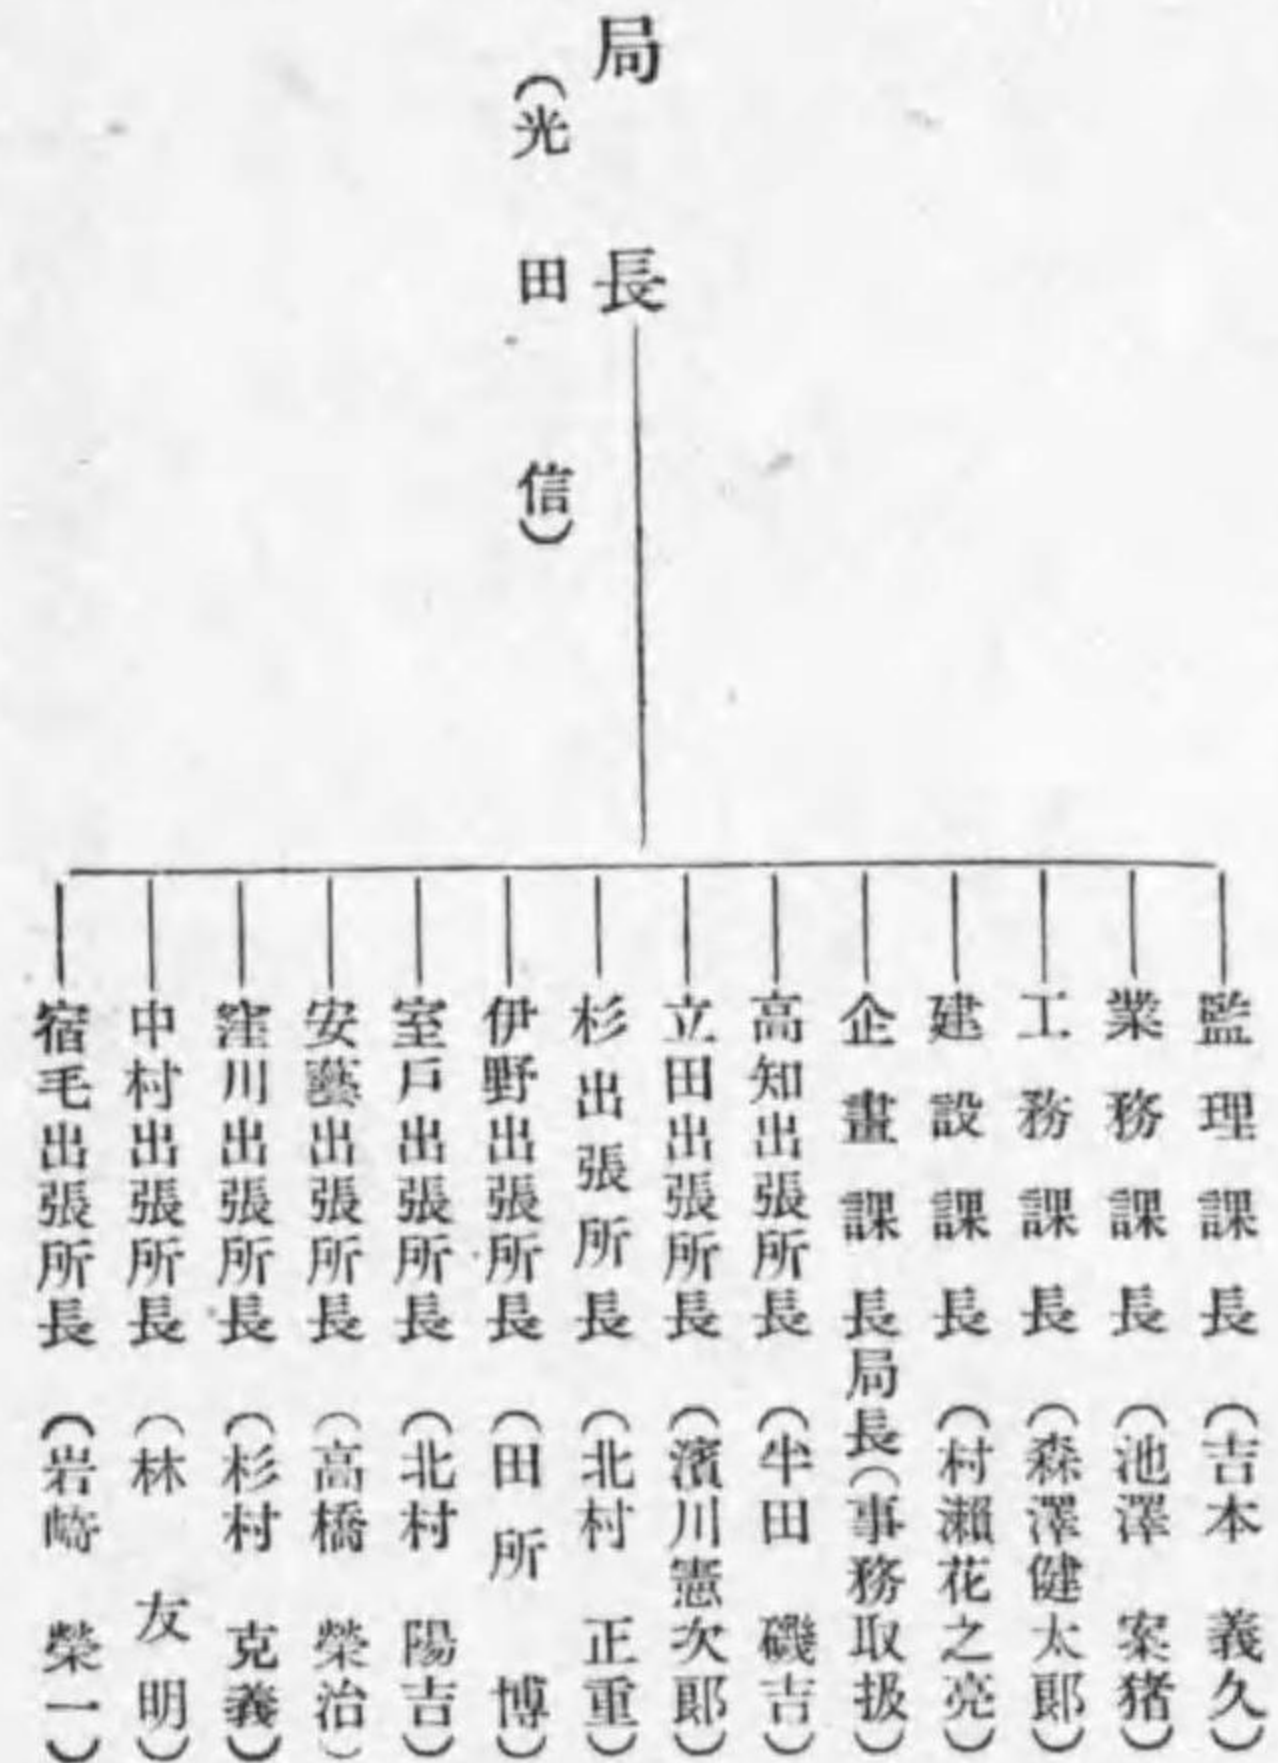 局長
(光田信)
監理課長(吉本義久)
業務課長(池澤案猪)
工務課長(森澤健太郎)
建設課長(村瀨花之亮)
企畫課長局長(事務取扱)
高知出張所長(半田磯吉)
立田出張所長(濱川憲次郎)
杉出張所長(北村正重)
伊野出張所長(田所博)
室戸出張所長(北村陽吉)
安藝出張所長(高橋榮治)
窪川出張所長(杉村克義)
中村出張所長(林友明)
宿毛出張所長(岩崎榮一)